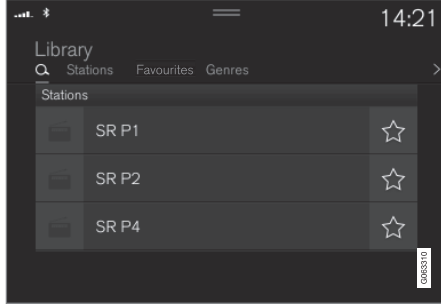 14:21
Library
Stations Favourites Genres
Stations
SR P1
SR P2
SR P4
G063310